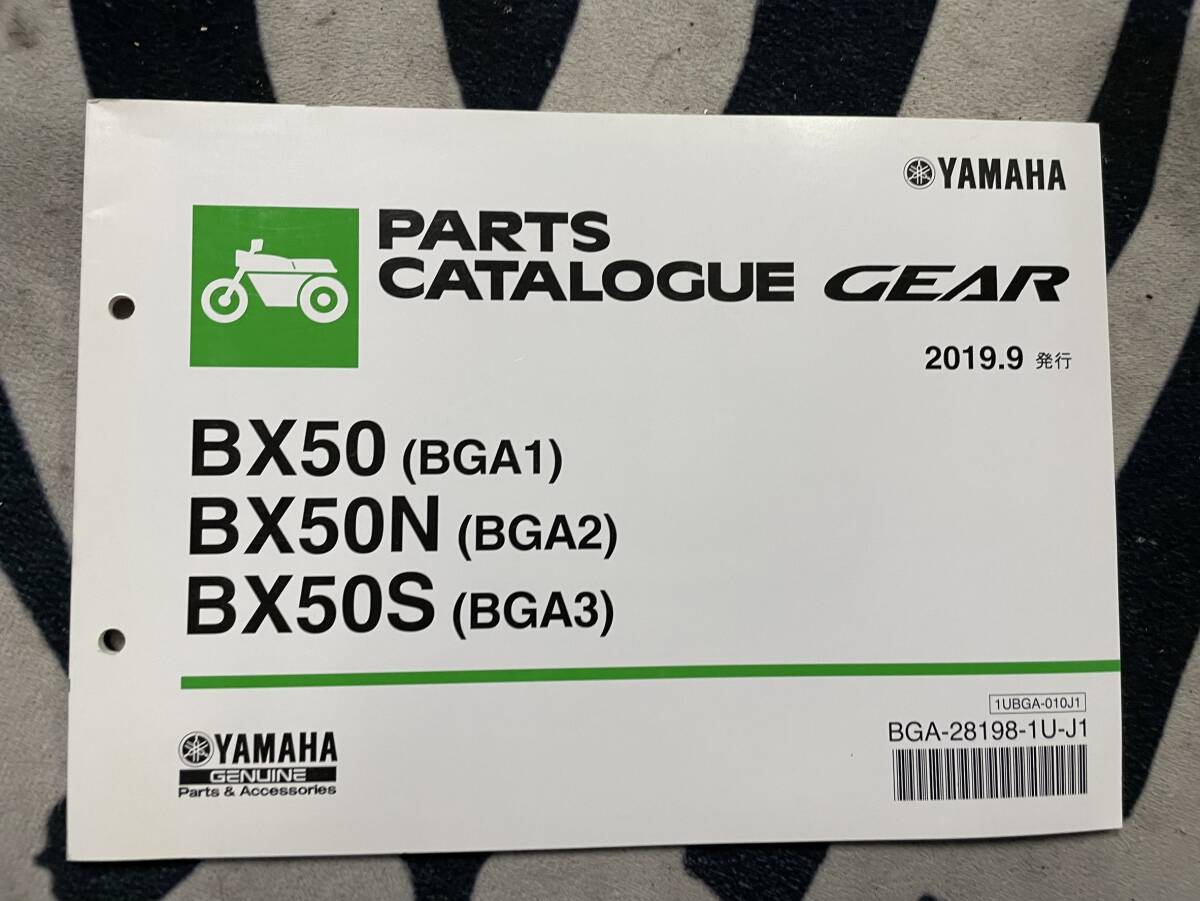 YAMAHA
PARTS
CATALOGUE GEAR
2019.9 発行
BX50 (BGA1)
BX50N (BGA2)
BX50S (BGA3)
1UBGA-010J1
BGA-28198-1U-J1
YAMAHA
GENUINE
Parts & Accessories